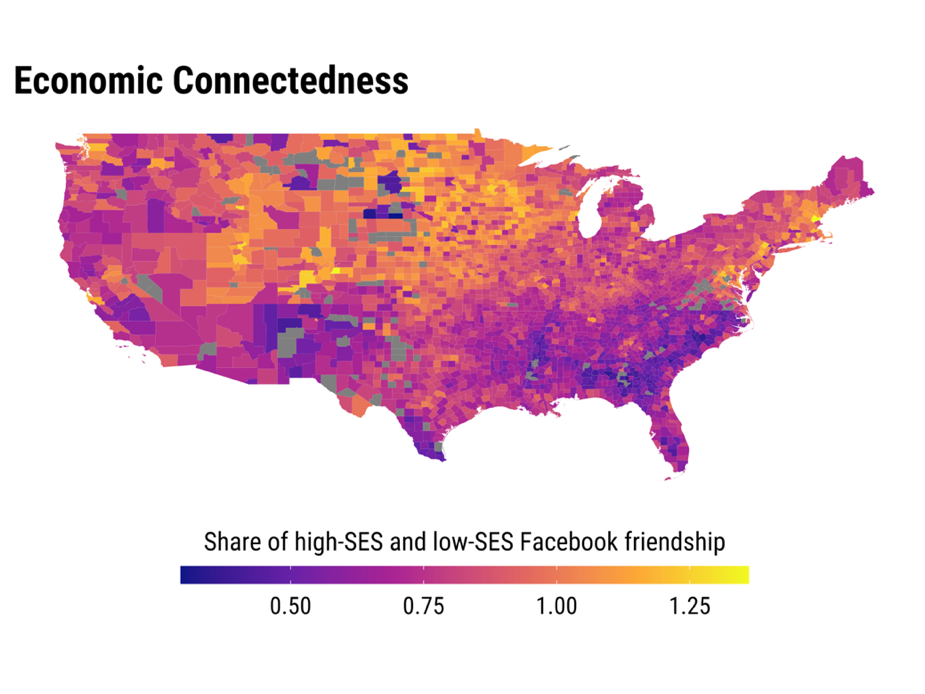 Economic Connectedness
Share of high-SES and low-SES Facebook friendship
0.50 0.75 1.00 1.25